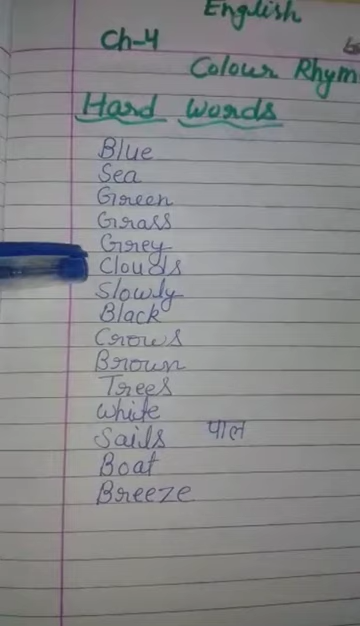 English
Ch-4
Colour Rhym
Hard Words
Blue
Sea
Green
Grass
Grey
Clouds
Slowly
Black
Crows
Brown
Trees
White
Sails पाल
Boat
Breeze